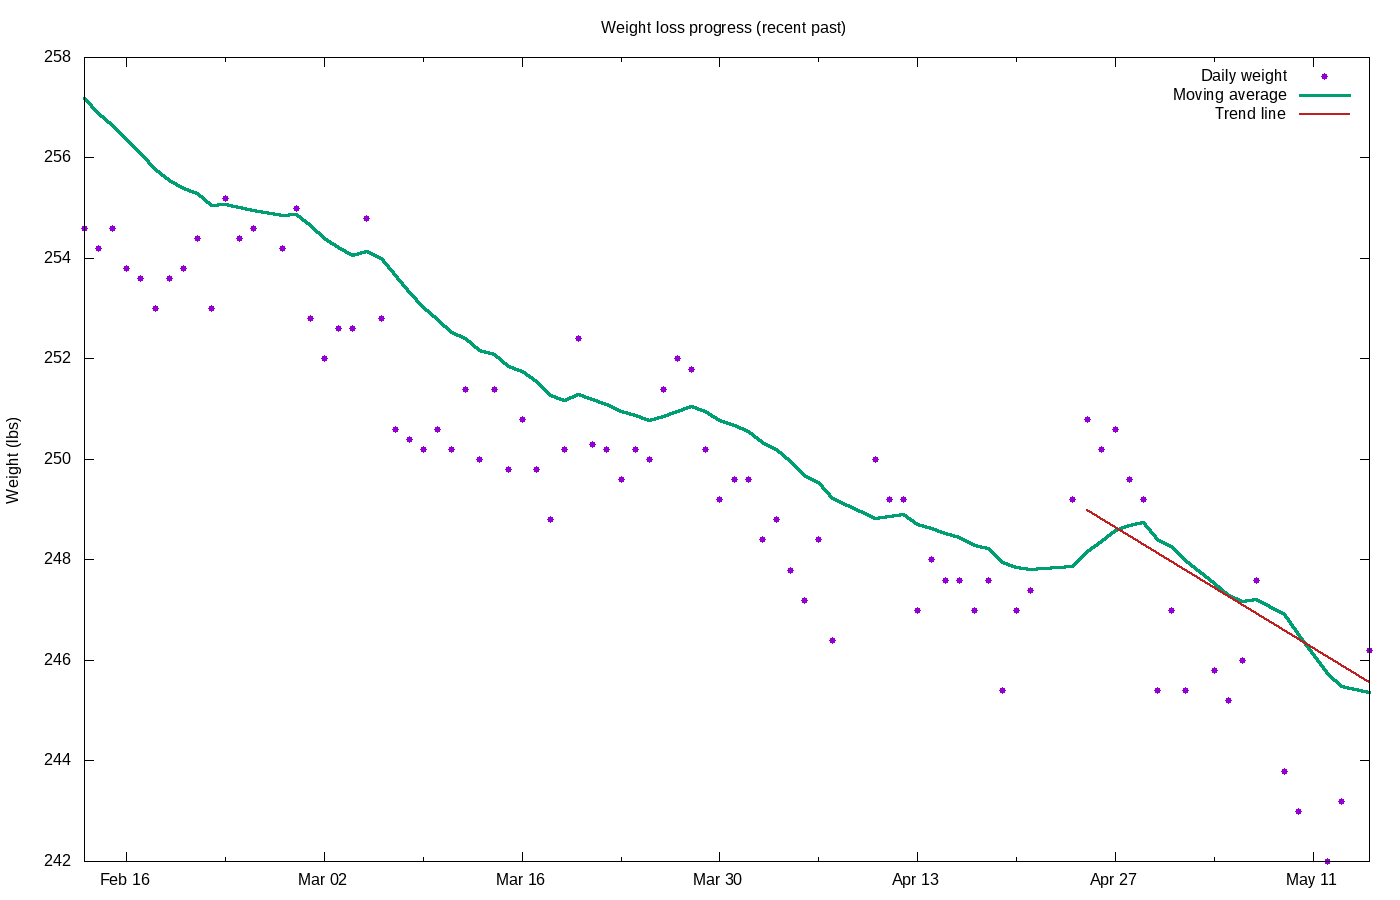 Weight loss progress (recent past)
258
256
254
252
250
248
246
244
242
Weight (lbs)
Daily weight
Moving average
Trend line
Feb 16
Mar 02
Mar 16
Mar 30
Apr 13
Apr 27
May 11